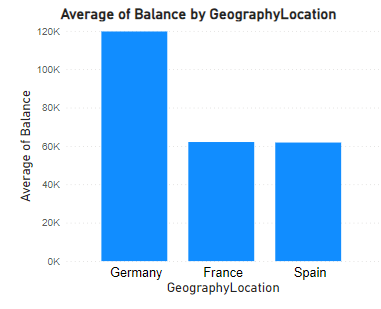 Average of Balance by GeographyLocation
120K
100K
80K
60K
40K
20K
0K
Average of Balance
Germany France Spain
GeographyLocation